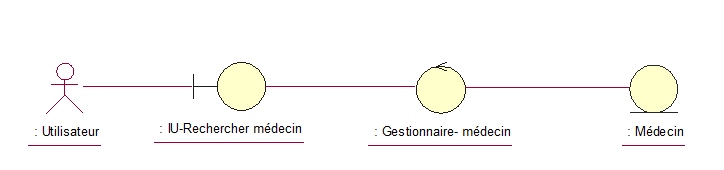 : Utilisateur
: IU-Rechercher médecin
: Gestionnaire- médecin
: Médecin